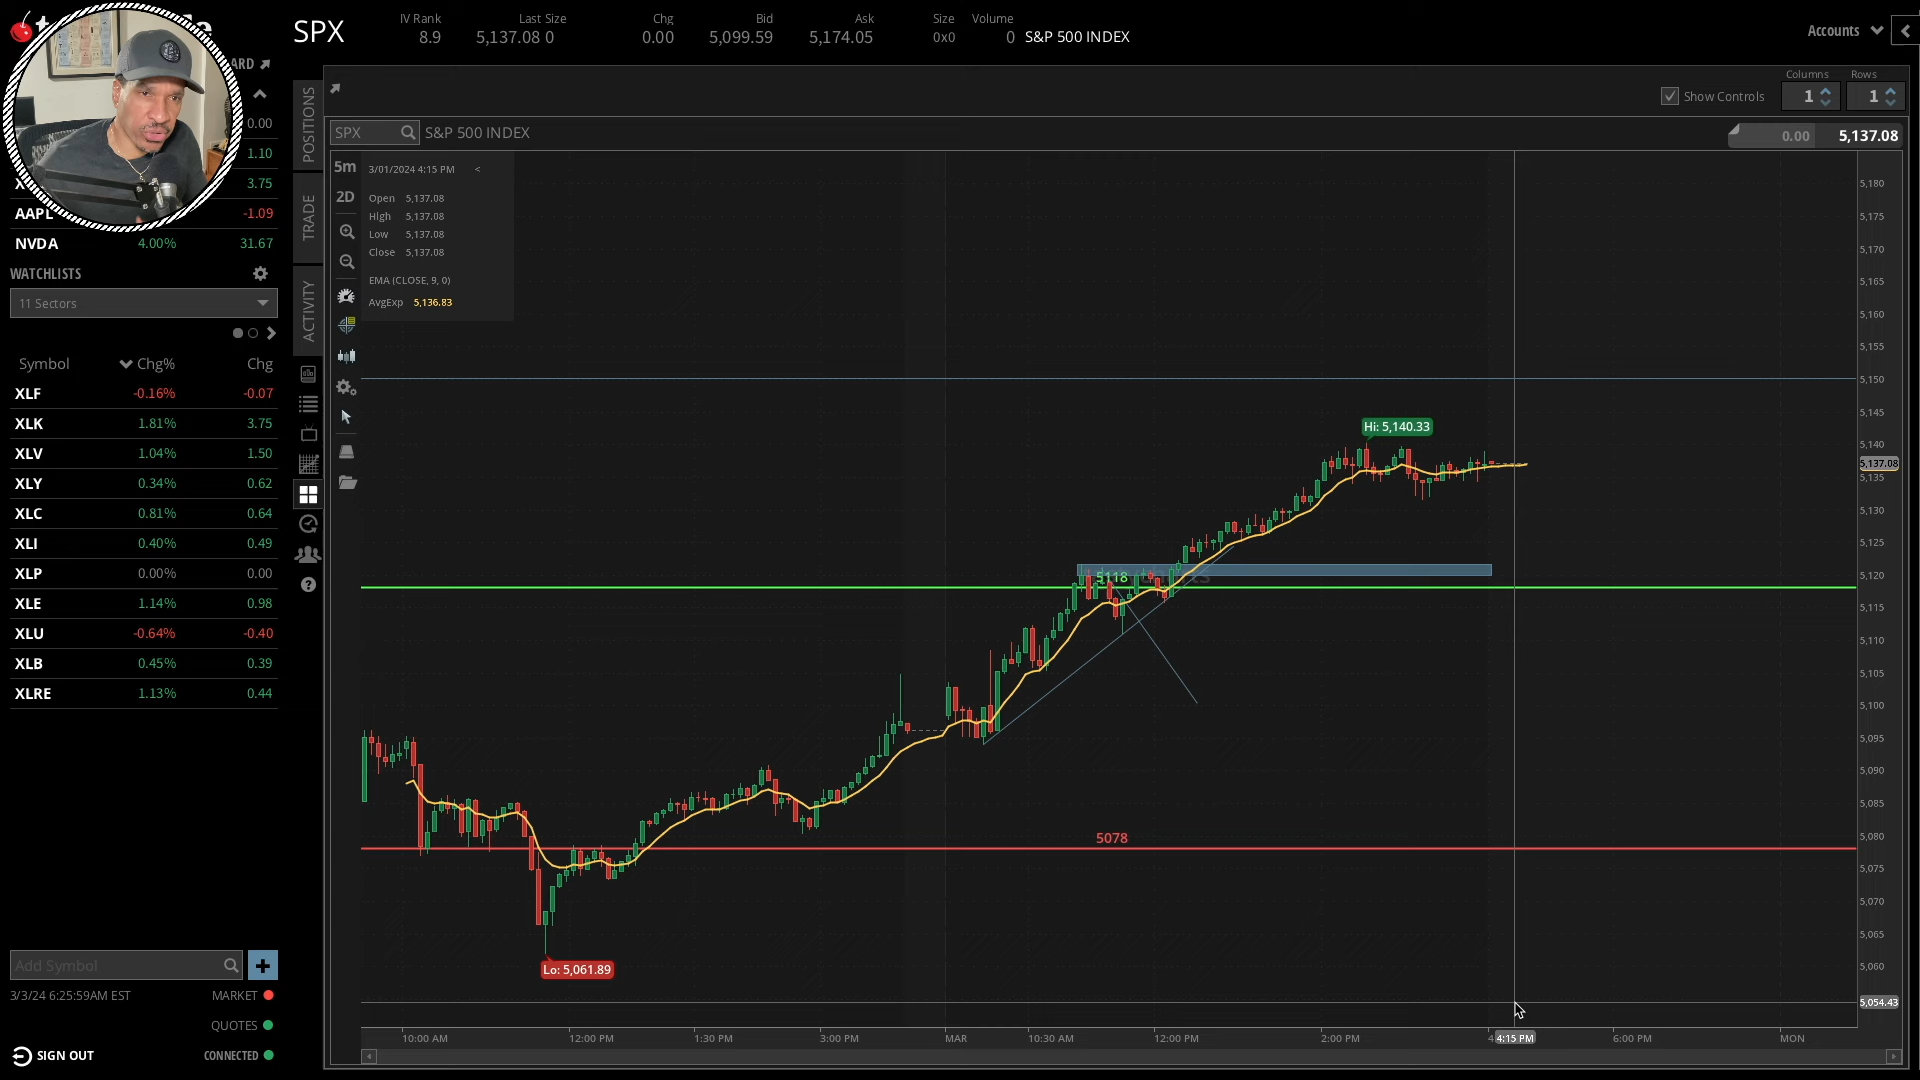 SPX
IV Rank
8.9
Last Size
5,137.08 0
Chg
0.00
Bid
5,099.59
Ask
5,174.05
Size
0x0
Volume
0
S&P 500 INDEX
Accounts
ARD
0.00
1.10
3.75
AAPL -1.09
NVDA 4.00% 31.67
WATCHLISTS
11 Sectors
Symbol Chg% Chg
XLF -0.16% -0.07
XLK 1.81% 3.75
XLV 1.04% 1.50
XLY 0.34% 0.62
XLC 0.81% 0.64
XLI 0.40% 0.49
XLP 0.00% 0.00
XLE 1.14% 0.98
XLU -0.64% -0.40
XLB 0.45% 0.39
XLRE 1.13% 0.44
Add Symbol
3/3/24 6:25:59AM EST MARKET
QUOTES
SIGN OUT CONNECTED
POSITIONS
TRADE
ACTIVITY
Show Controls
Columns
1
Rows
1
SPX S&P 500 INDEX
0.00 5,137.08
5m
2D
3/01/2024 4:15 PM <
Open 5,137.08
High 5,137.08
Low 5,137.08
Close 5,137.08
EMA (CLOSE, 9, 0)
AvgExp 5,136.83
Hi: 5,140.33
5118
5078
Lo: 5,061.89
5,180
5,175
5,170
5,165
5,160
5,155
5,150
5,145
5,140
5,137.08
5,135
5,130
5,125
5,120
5,115
5,110
5,105
5,100
5,095
5,090
5,085
5,080
5,075
5,070
5,065
5,060
5,054.43
10:00 AM 12:00 PM 1:30 PM 3:00 PM MAR 10:30 AM 12:00 PM 2:00 PM 4:15 PM 6:00 PM MON